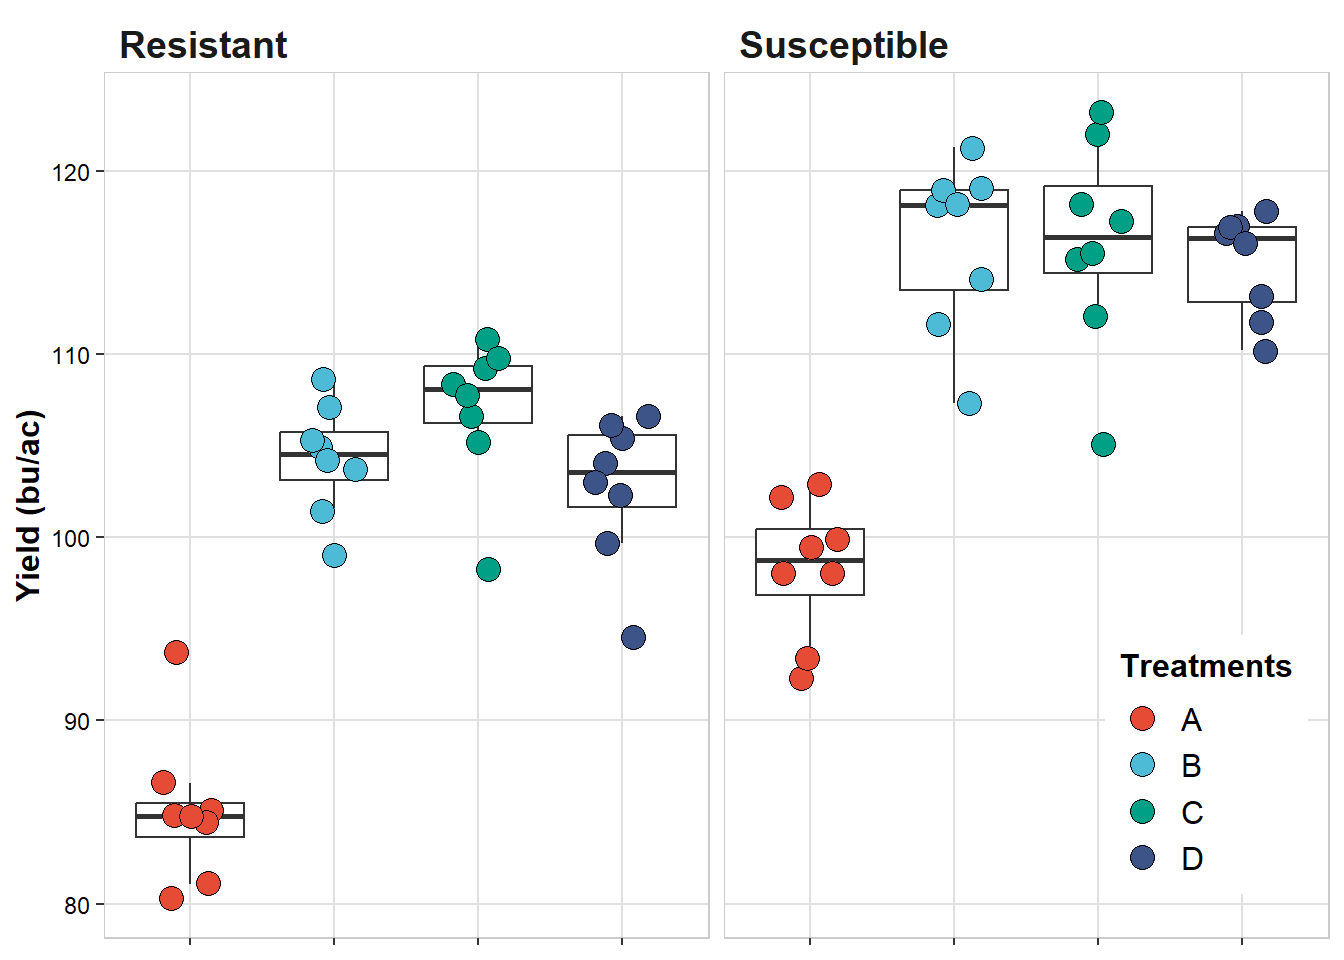 Resistant
Susceptible
Yield (bu/ac)
120
110
100
90
80
Treatments
A
B
C
D